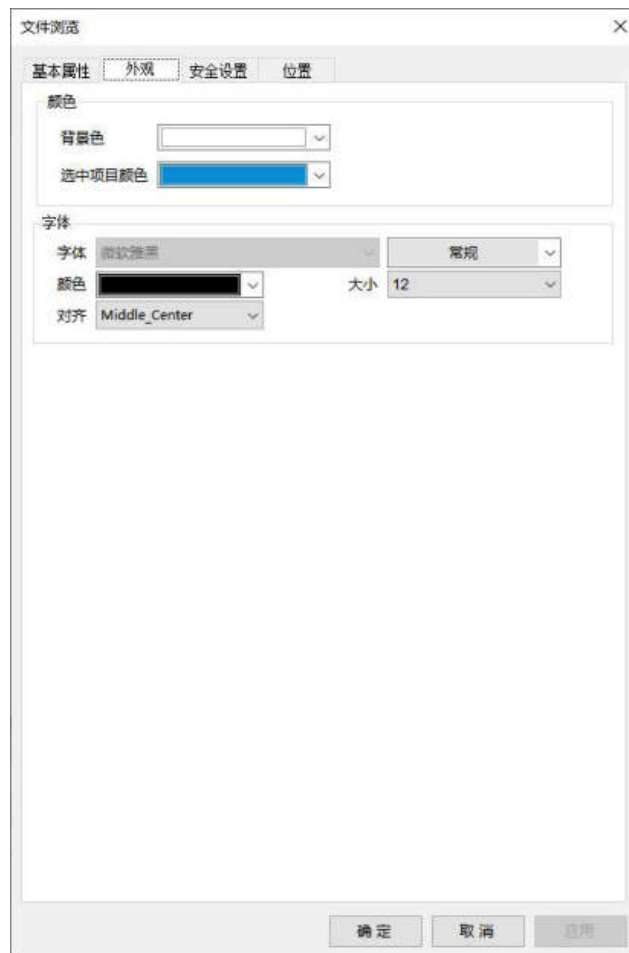 文件浏览
基本属性 外观 安全设置 位置
颜色
背景色
选中项目颜色
字体
字体 微软雅黑 常规
颜色 大小 12
对齐 Middle_Center
确定 取消 应用